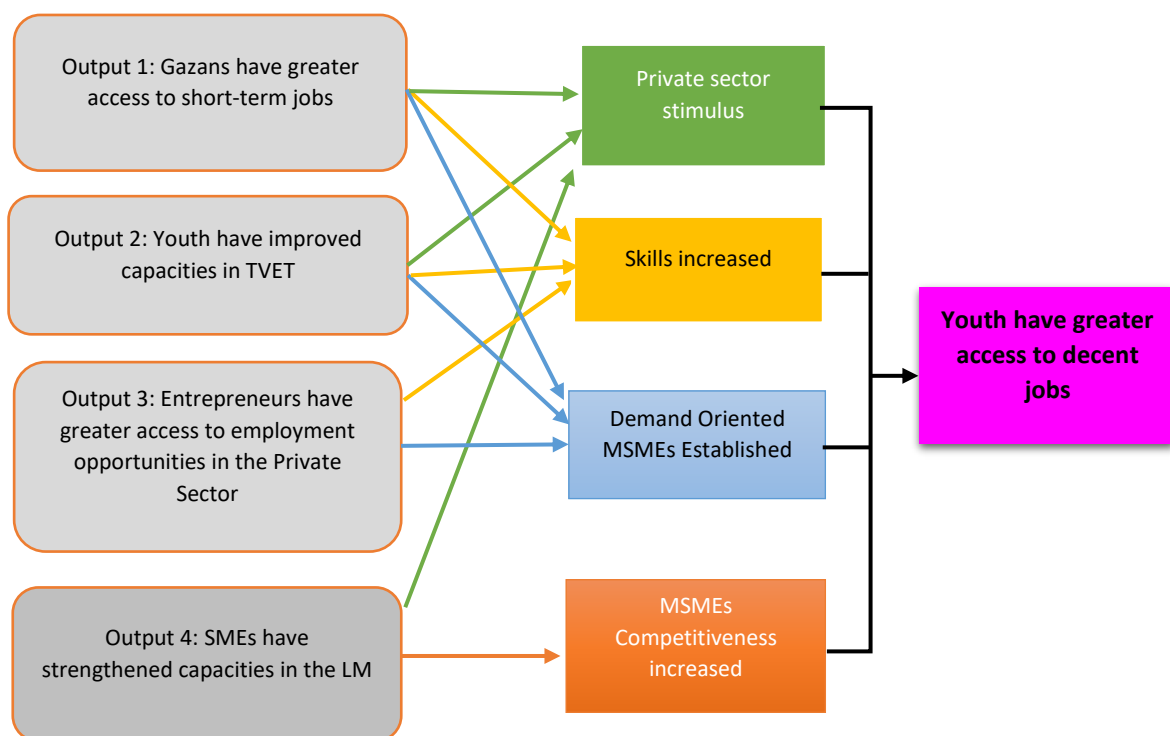 Output 1: Gazans have greater
access to short-term jobs
Output 2: Youth have improved
capacities in TVET
Output 3: Entrepreneurs have
greater access to employment
opportunities in the Private
Sector
Output 4: SMEs have
strengthened capacities in the LM
Private sector
stimulus
Skills increased
Demand Oriented
MSMEs Established
MSMEs
Competitiveness
increased
Youth have greater
access to decent
jobs